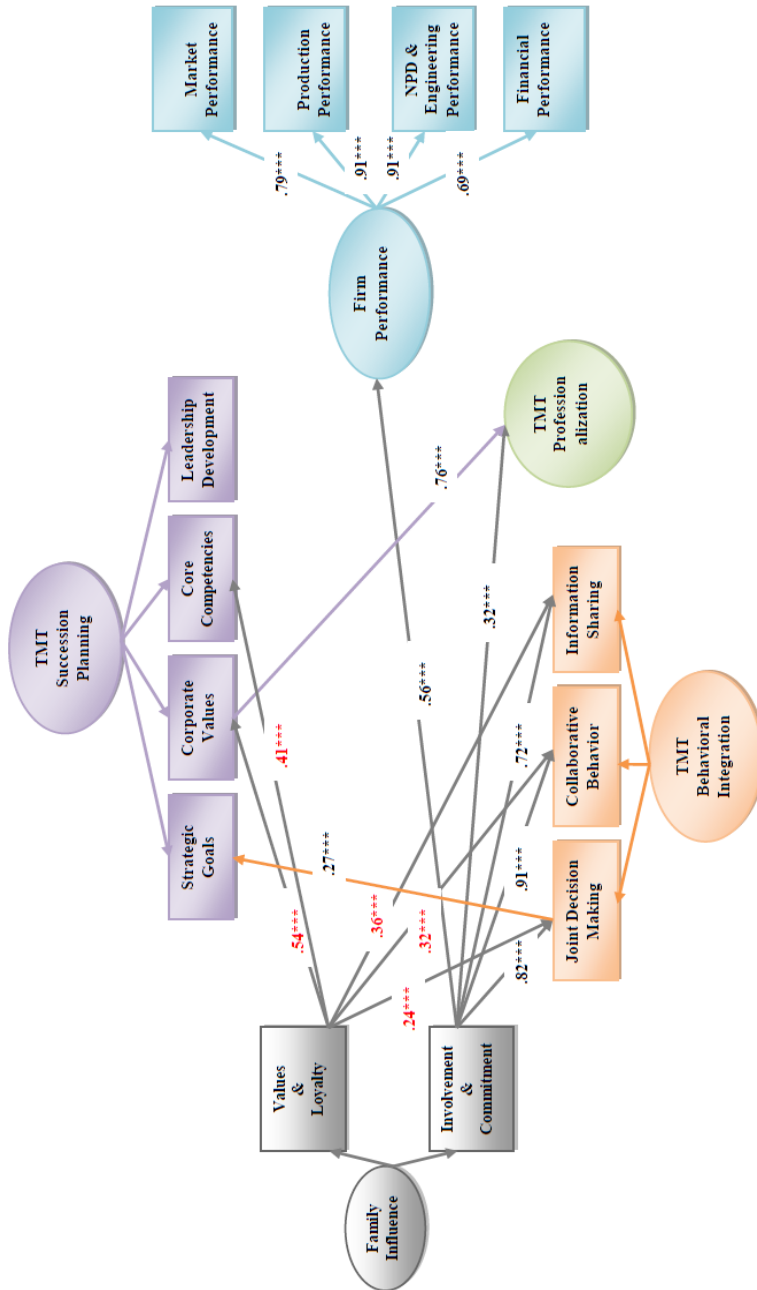 TMT
Succession
Planning
Strategic
Goals
Corporate
Values
Core
Competencies
Leadership
Development
Market
Performance
Production
Performance
NPD &
Engineering
Performance
Financial
Performance
.79***
.91***
.91***
.69***
Firm
Performance
.54***
.41***
.76***
.27***
.56***
.32***
.36***
.32***
.24***
.72***
.91***
.82***
Values
&
Loyalty
Family
Influence
Involvement
&
Commitment
TMT
Profession
alization
Joint Decision
Making
Collaborative
Behavior
Information
Sharing
TMT
Behavioral
Integration